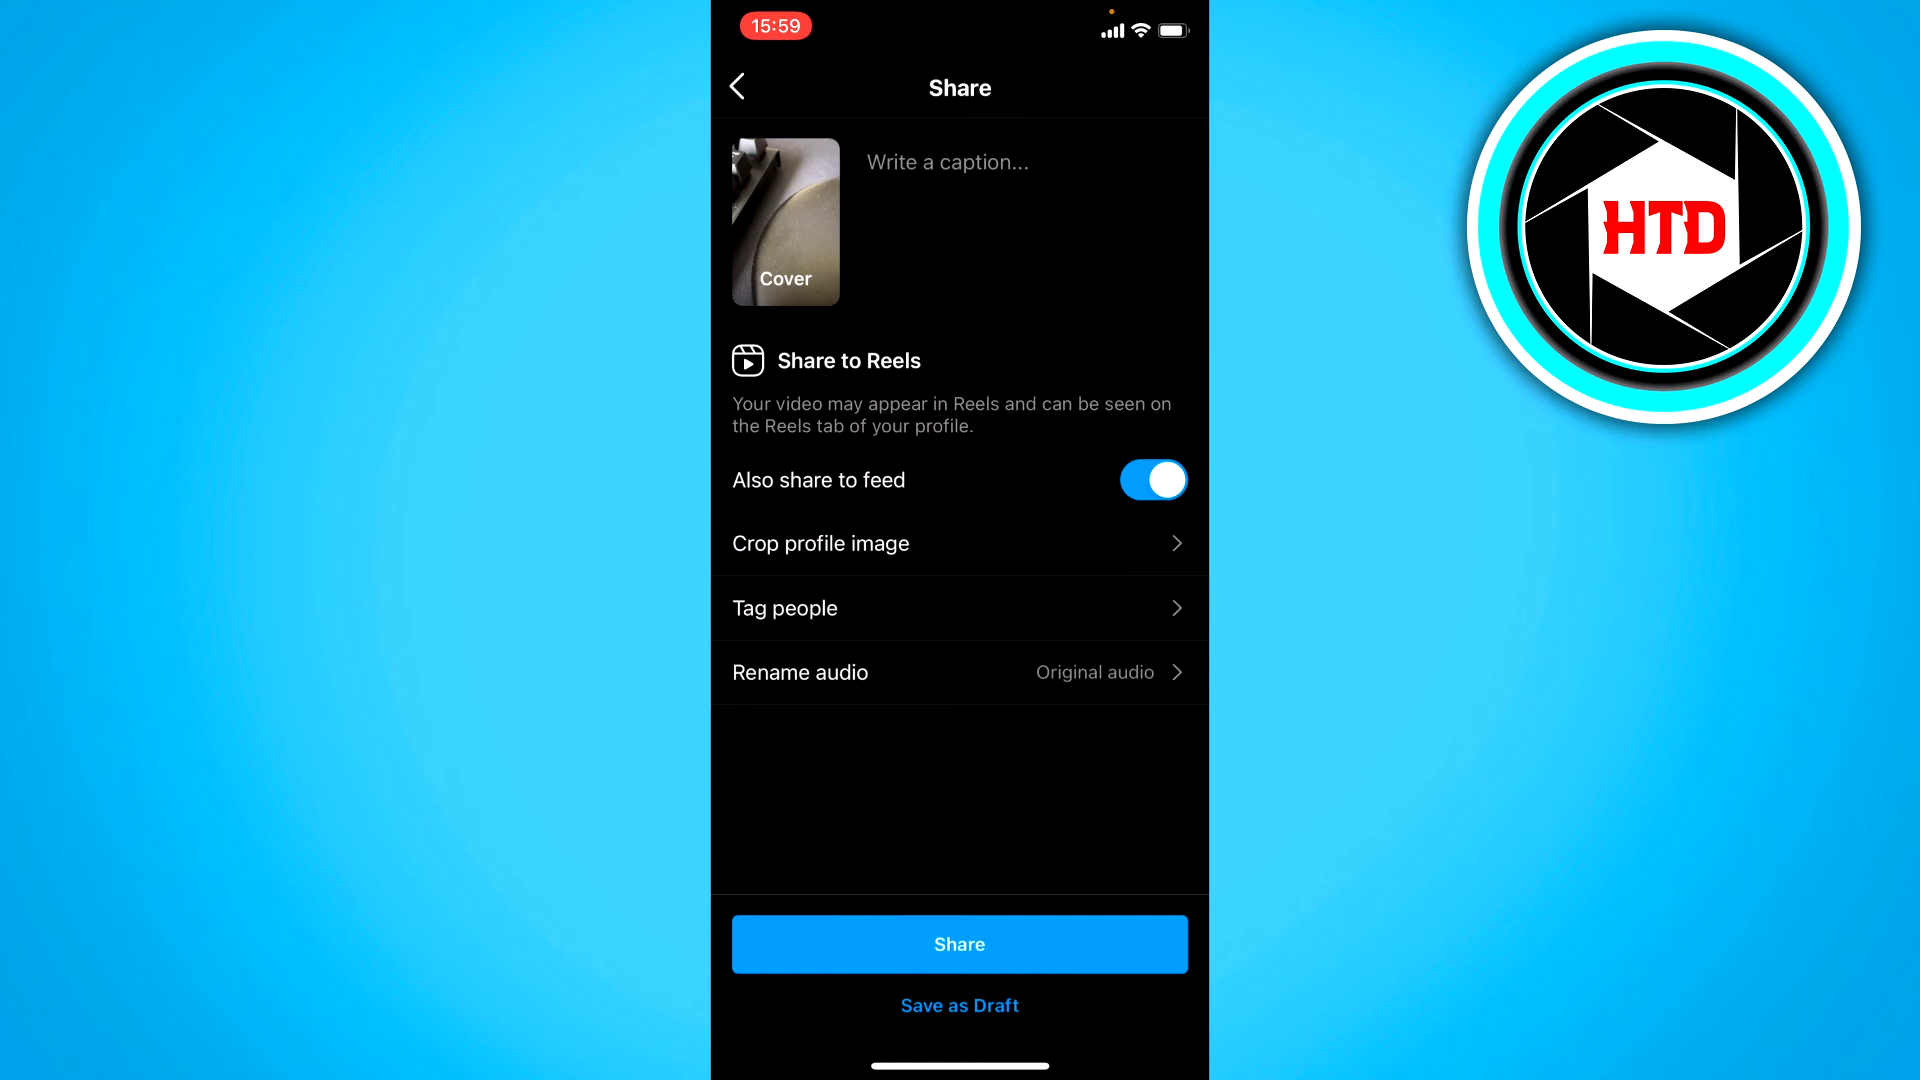 15:59
Share
Write a caption...
Cover
Share to Reels
Your video may appear in Reels and can be seen on
the Reels tab of your profile.
Also share to feed
Crop profile image
Tag people
Rename audio Original audio
Share
Save as Draft
HTD